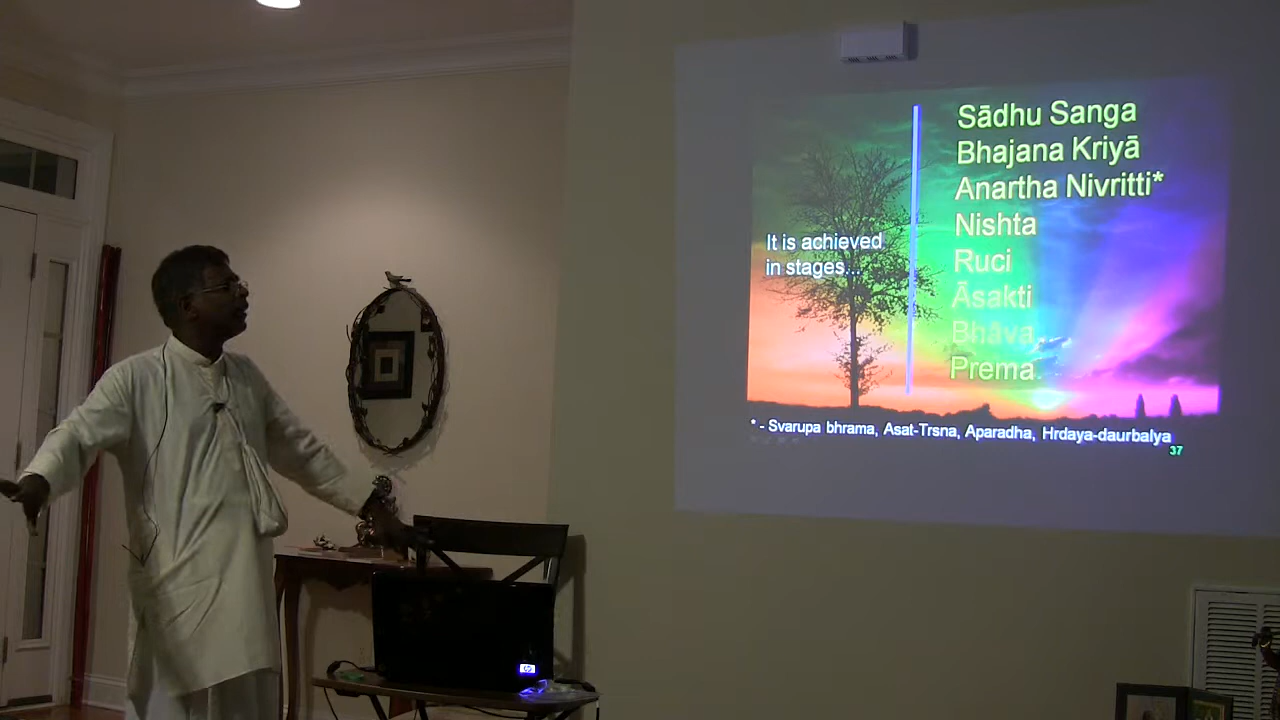 It is achieved
in stages...
Sādhu Sanga
Bhajana Kriyā
Anartha Nivritti*
Nishta
Ruci
Āsakti
Bhāva
Prema
* - Svarupa bhrama, Asat-Trsna, Aparadha, Hrdaya-daurbalya
37
hp